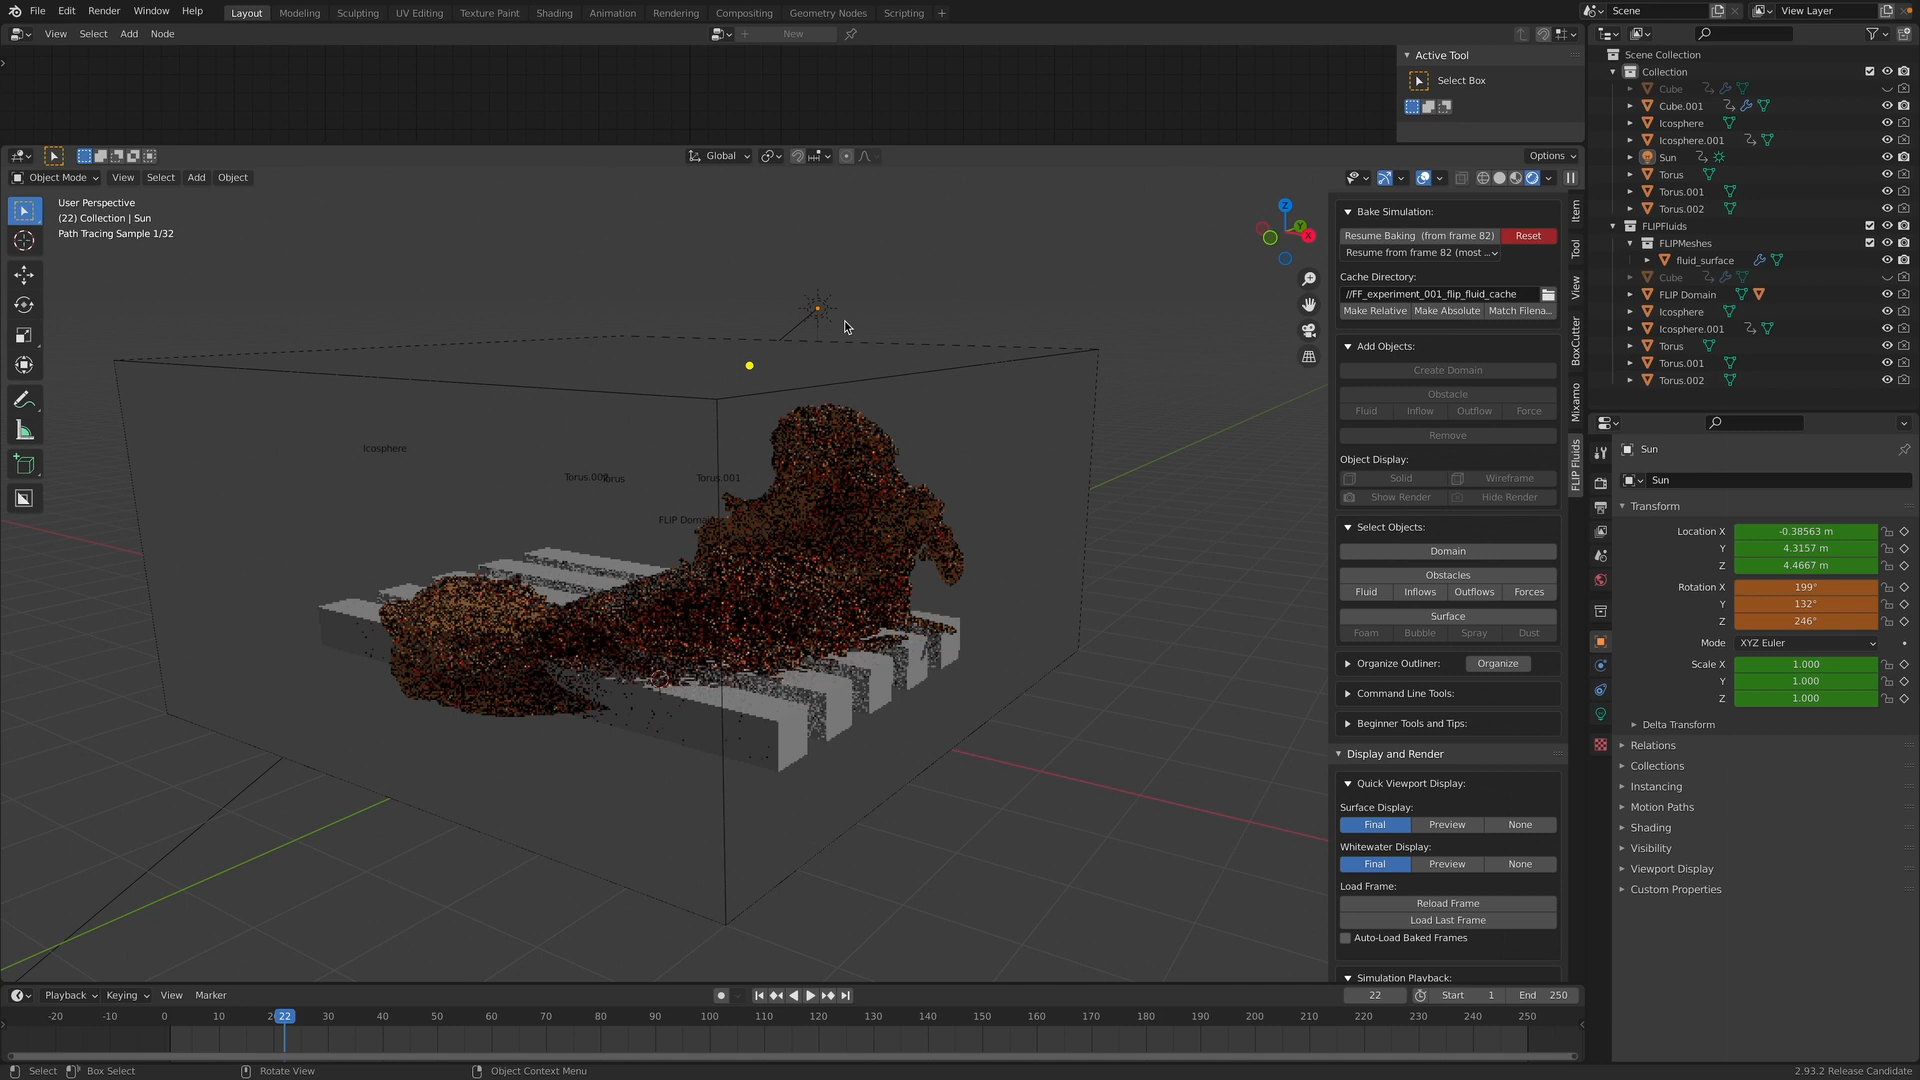 File Edit Render Window Help Layout Modeling Sculpting UV Editing Texture Paint Shading Animation Rendering Compositing Geometry Nodes Scripting + Scene View Layer
View Select Add Node + New
Active Tool
Select Box
Global Options
Object Mode View Select Add Object
User Perspective
(22) Collection | Sun
Path Tracing Sample 1/32
Z
Y
X
Icosphere
Torus.001
FLIP Domain
Bake Simulation:
Resume Baking (from frame 82) Reset
Resume from frame 82 (most ...
Cache Directory:
//FF_experiment_001_flip_fluid_cache
Make Relative Make Absolute Match Filena...
Add Objects:
Create Domain
Obstacle
Fluid Inflow Outflow Force
Remove
Object Display:
Solid Wireframe
Show Render Hide Render
Select Objects:
Domain
Obstacles
Fluid Inflows Outflows Forces
Surface
Foam Bubble Spray Dust
Organize Outliner: Organize
Command Line Tools:
Beginner Tools and Tips:
Display and Render
Quick Viewport Display:
Surface Display:
Final Preview None
Whitewater Display:
Final Preview None
Load Frame:
Reload Frame
Load Last Frame
Auto-Load Baked Frames
Simulation Playback:
Item
Tool
View
BoxCutter
Mixamo
FLIP Fluids
Scene Collection
Collection
Cube
Cube.001
Icosphere
Icosphere.001
Sun
Torus
Torus.001
Torus.002
FLIPFluids
FLIPMeshes
fluid_surface
Cube
FLIP Domain
Icosphere
Icosphere.001
Torus
Torus.001
Torus.002
Sun
Sun
Transform
Location X -0.38563 m
Y 4.3157 m
Z 4.4667 m
Rotation X 199°
Y 132°
Z 246°
Mode XYZ Euler
Scale X 1.000
Y 1.000
Z 1.000
Delta Transform
Relations
Collections
Instancing
Motion Paths
Shading
Visibility
Viewport Display
Custom Properties
Playback Keying View Marker 22 Start 1 End 250
-20 -10 0 22 30 40 50 60 70 80 90 100 110 120 130 140 150 160 170 180 190 200 210 220 230 240 250
Select Box Select Rotate View Object Context Menu 2.93.2 Release Candidate